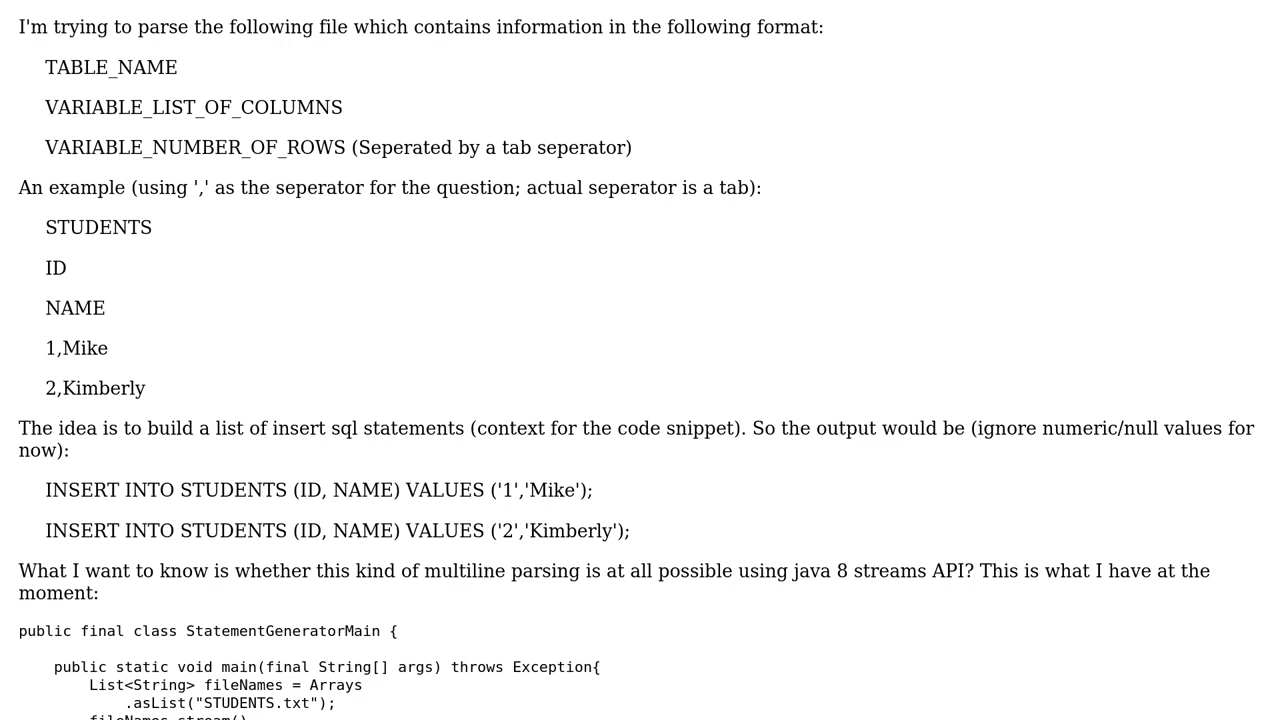 I'm trying to parse the following file which contains information in the following format:
TABLE_NAME
VARIABLE_LIST_OF_COLUMNS
VARIABLE_NUMBER_OF_ROWS (Seperated by a tab seperator)
An example (using ',' as the seperator for the question; actual seperator is a tab):
STUDENTS
ID
NAME
1,Mike
2,Kimberly
The idea is to build a list of insert sql statements (context for the code snippet). So the output would be (ignore numeric/null values for
now):
INSERT INTO STUDENTS (ID, NAME) VALUES ('1','Mike');
INSERT INTO STUDENTS (ID, NAME) VALUES ('2','Kimberly');
What I want to know is whether this kind of multiline parsing is at all possible using java 8 streams API? This is what I have at the
moment:
public final class StatementGeneratorMain {
    public static void main(final String[] args) throws Exception{
        List<String> fileNames = Arrays
            .asList("STUDENTS.txt");
        fileNames.stream()